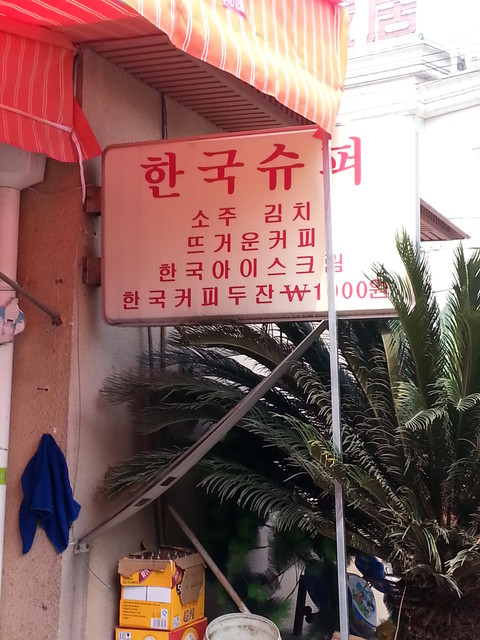 한국슈퍼
소주 김치
뜨거운커피
한국아이스크림
한국커피두잔₩1000원